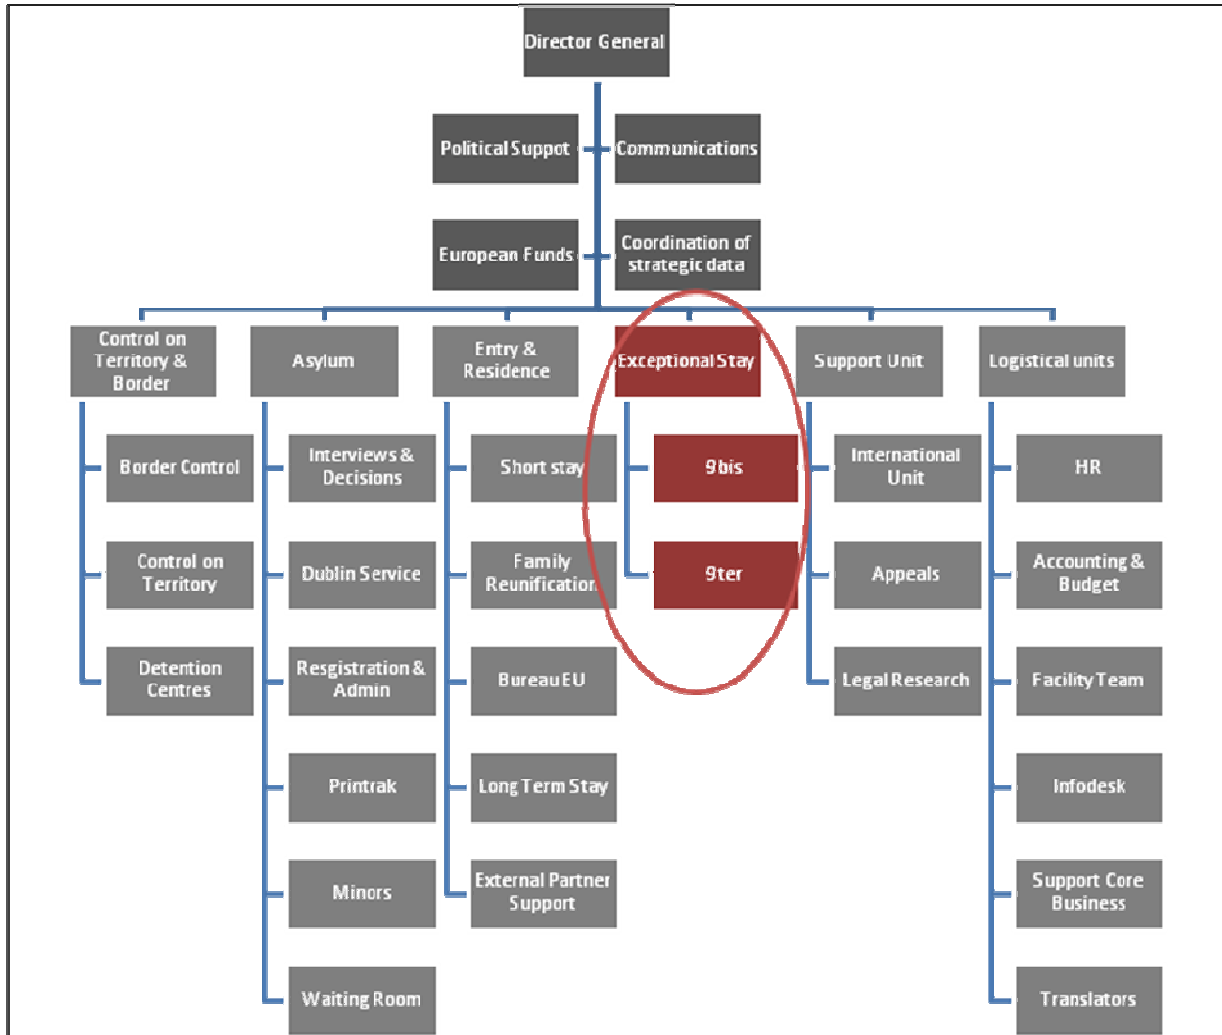 Director General
Political Suppot
Communications
European Funds
Coordination of
strategic data
Control on
Territory &
Border
Asylum
Entry &
Residence
Exceptional Stay
Support Unit
Logistical units
Border Control
Control on
Territory
Detention
Centres
Interviews &
Decisions
Dublin Service
Resgistration &
Admin
Printrak
Minors
Waiting Room
Short stay
Family
Reunification
Bureau EU
Long Term Stay
External Partner
Support
9bis
9ter
International
Unit
Appeals
Legal Research
HR
Accounting &
Budget
Facility Team
Infodesk
Support Core
Business
Translators